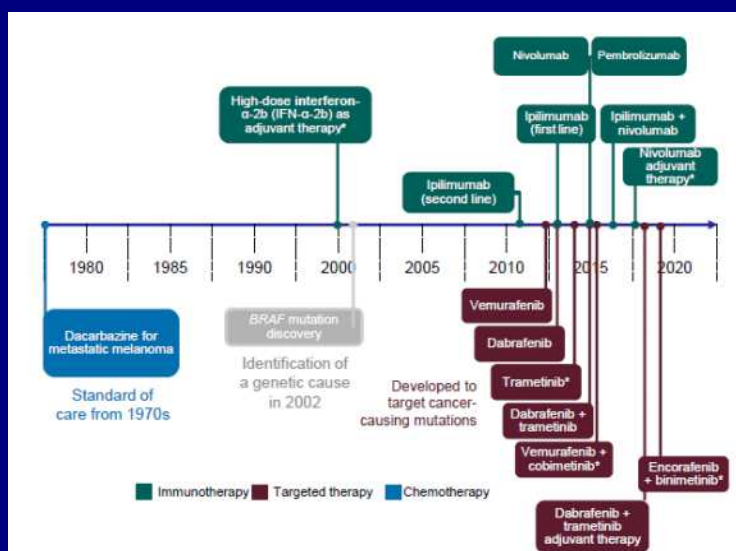 Nivolumab
Pembrolizumab
High-dose interferon-
α-2b (IFN-α-2b) as
adjuvant therapy*
Ipilimumab
(first line)
Ipilimumab +
nivolumab
Nivolumab
adjuvant
therapy*
Ipilimumab
(second line)
1980
1985
1990
2000
2005
2010
2015
2020
Dacarbazine for
metastatic melanoma
Standard of
care from 1970s
BRAF mutation
discovery
Identification of
a genetic cause
in 2002
Developed to
target cancer-
causing mutations
Vemurafenib
Dabrafenib
Trametinib*
Dabrafenib +
trametinib
Vemurafenib +
cobimetinib*
Encorafenib
+ binimetinib*
Dabrafenib +
trametinib
adjuvant therapy
Immunotherapy
Targeted therapy
Chemotherapy